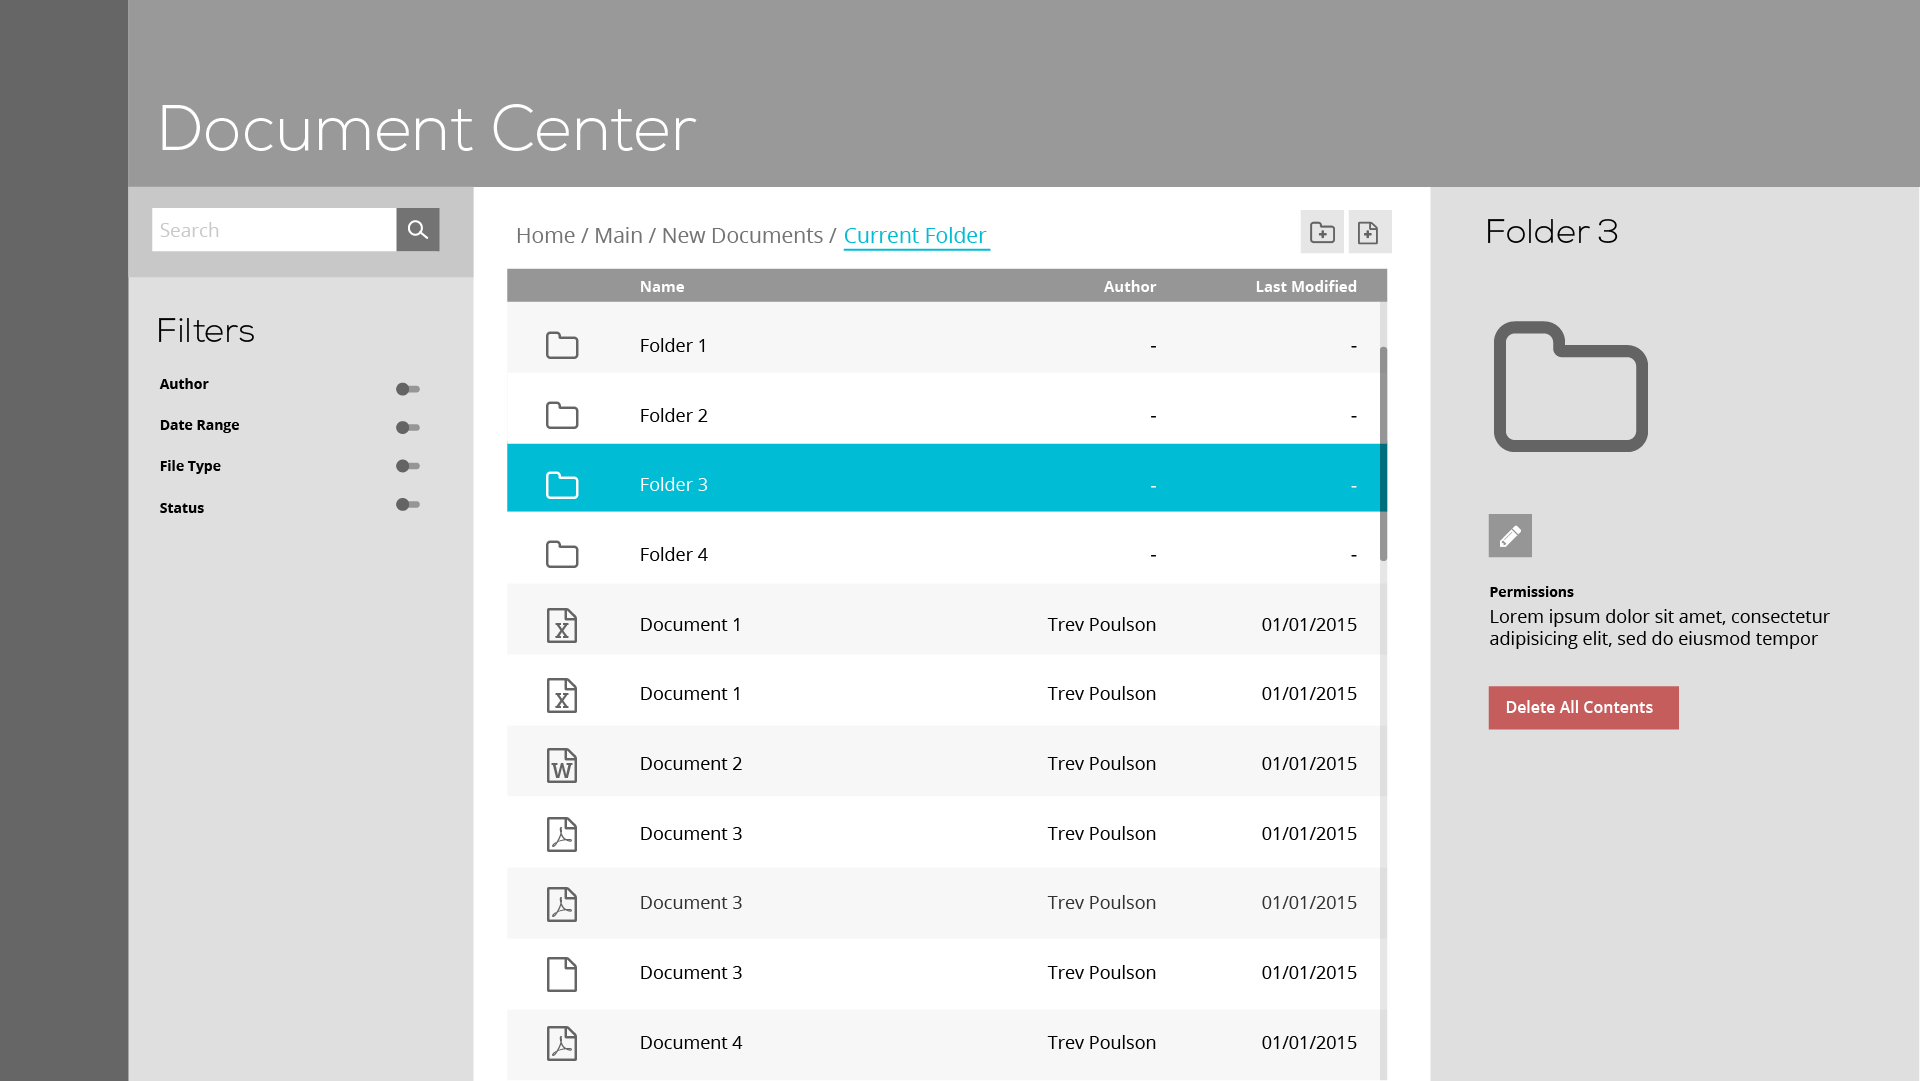 Document Center
Search
Filters
Author
Date Range
File Type
Status
Home / Main / New Documents / Current Folder
Name Author Last Modified
Folder 1 - -
Folder 2 - -
Folder 3 - -
Folder 4 - -
Document 1 Trev Poulson 01/01/2015
Document 1 Trev Poulson 01/01/2015
Document 2 Trev Poulson 01/01/2015
Document 3 Trev Poulson 01/01/2015
Document 3 Trev Poulson 01/01/2015
Document 3 Trev Poulson 01/01/2015
Document 4 Trev Poulson 01/01/2015
Folder 3
Permissions
Lorem ipsum dolor sit amet, consectetur
adipisicing elit, sed do eiusmod tempor
Delete All Contents